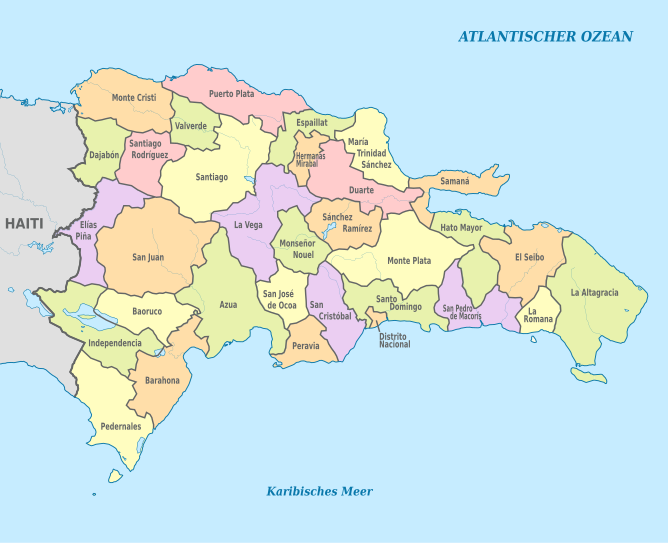 ATLANTISCHER OZEAN
Monte Cristi
Puerto Plata
Valverde
Espaillat
Dajabón
Santiago
Rodríguez
Hermanas
Mirabal
María
Trinidad
Sánchez
Santiago
Duarte
Samaná
HAITI
Elías
Piña
La Vega
Sánchez
Ramírez
Hato Mayor
San Juan
Monseñor
Nouel
Monte Plata
El Seibo
La Altagracia
Azua
San José
de Ocoa
San
Cristóbal
Santo
Domingo
San Pedro
de Macorís
La
Romana
Baoruco
Independencia
Peravia
Distrito
Nacional
Barahona
Pedernales
Karibisches Meer